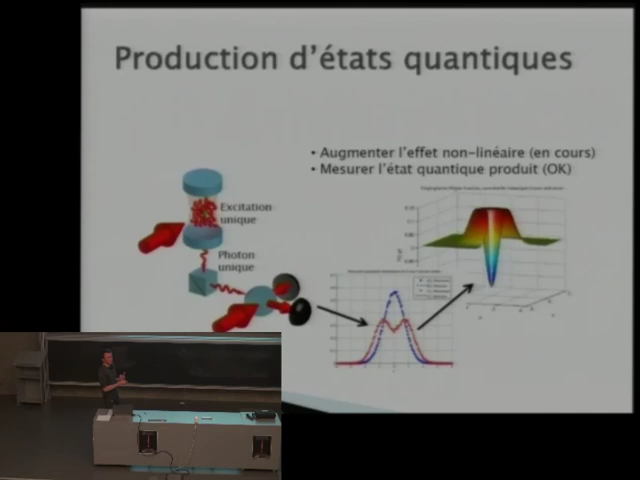 Production d'états quantiques
• Augmenter l'effet non-linéaire (en cours)
• Mesurer l'état quantique produit (OK)
Excitation
unique
Photon
unique